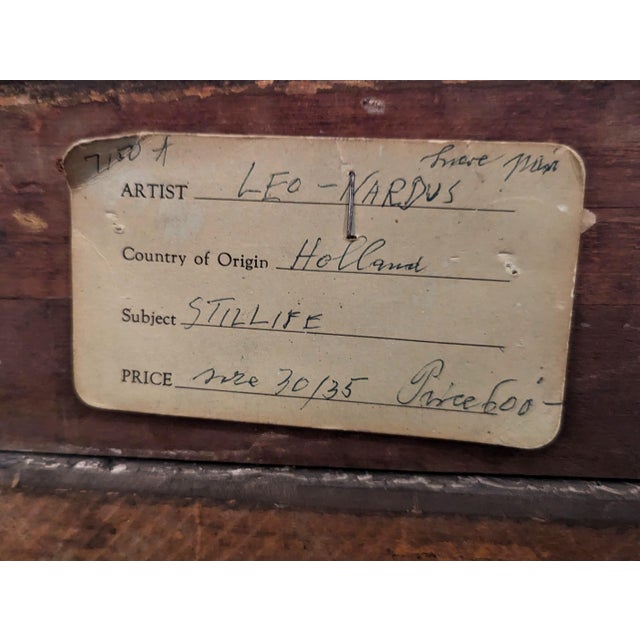 7150 A
ARTIST LEO - NARDUS
Country of Origin Holland
Subject STILLIFE
PRICE size 30/35 Price 600-